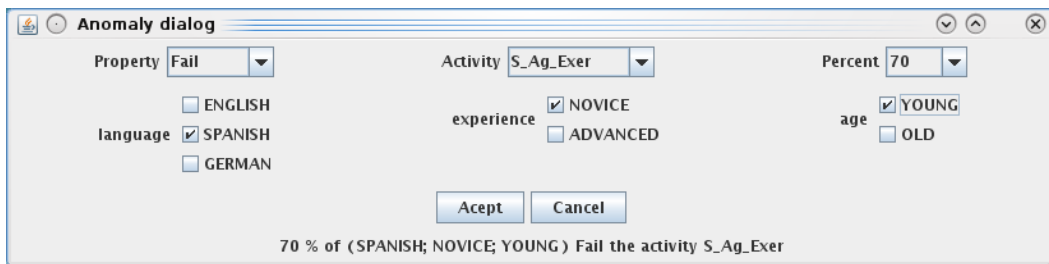 Anomaly dialog
Property Fail Activity S_Ag_Exer Percent 70
ENGLISH
language SPANISH
GERMAN
experience NOVICE
ADVANCED
age YOUNG
OLD
Acept Cancel
70 % of (SPANISH; NOVICE; YOUNG) Fail the activity S_Ag_Exer